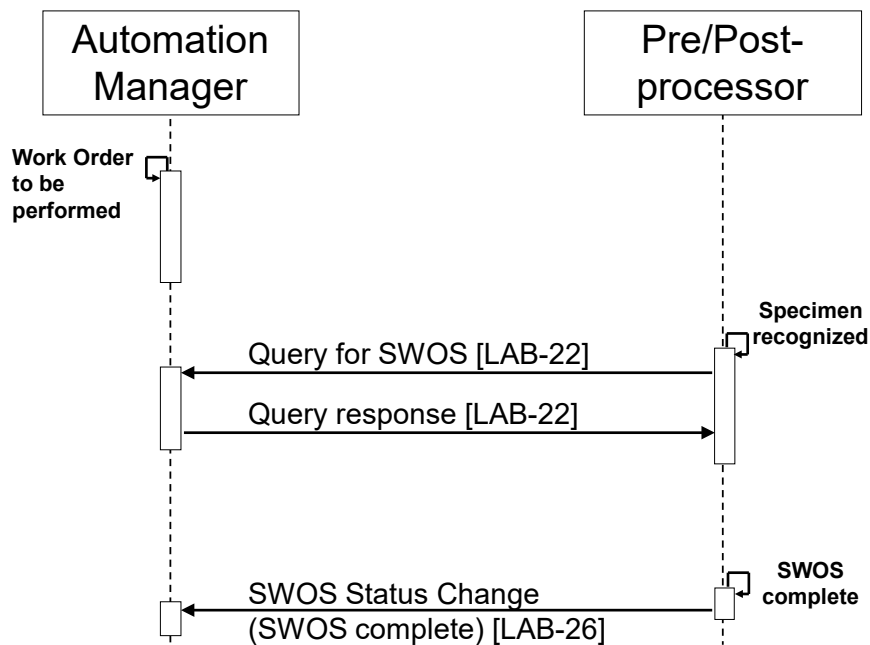 Automation
Manager
Pre/Post-
processor
Work Order
to be
performed
Specimen
recognized
Query for SWOS [LAB-22]
Query response [LAB-22]
SWOS
complete
SWOS Status Change
(SWOS complete) [LAB-26]